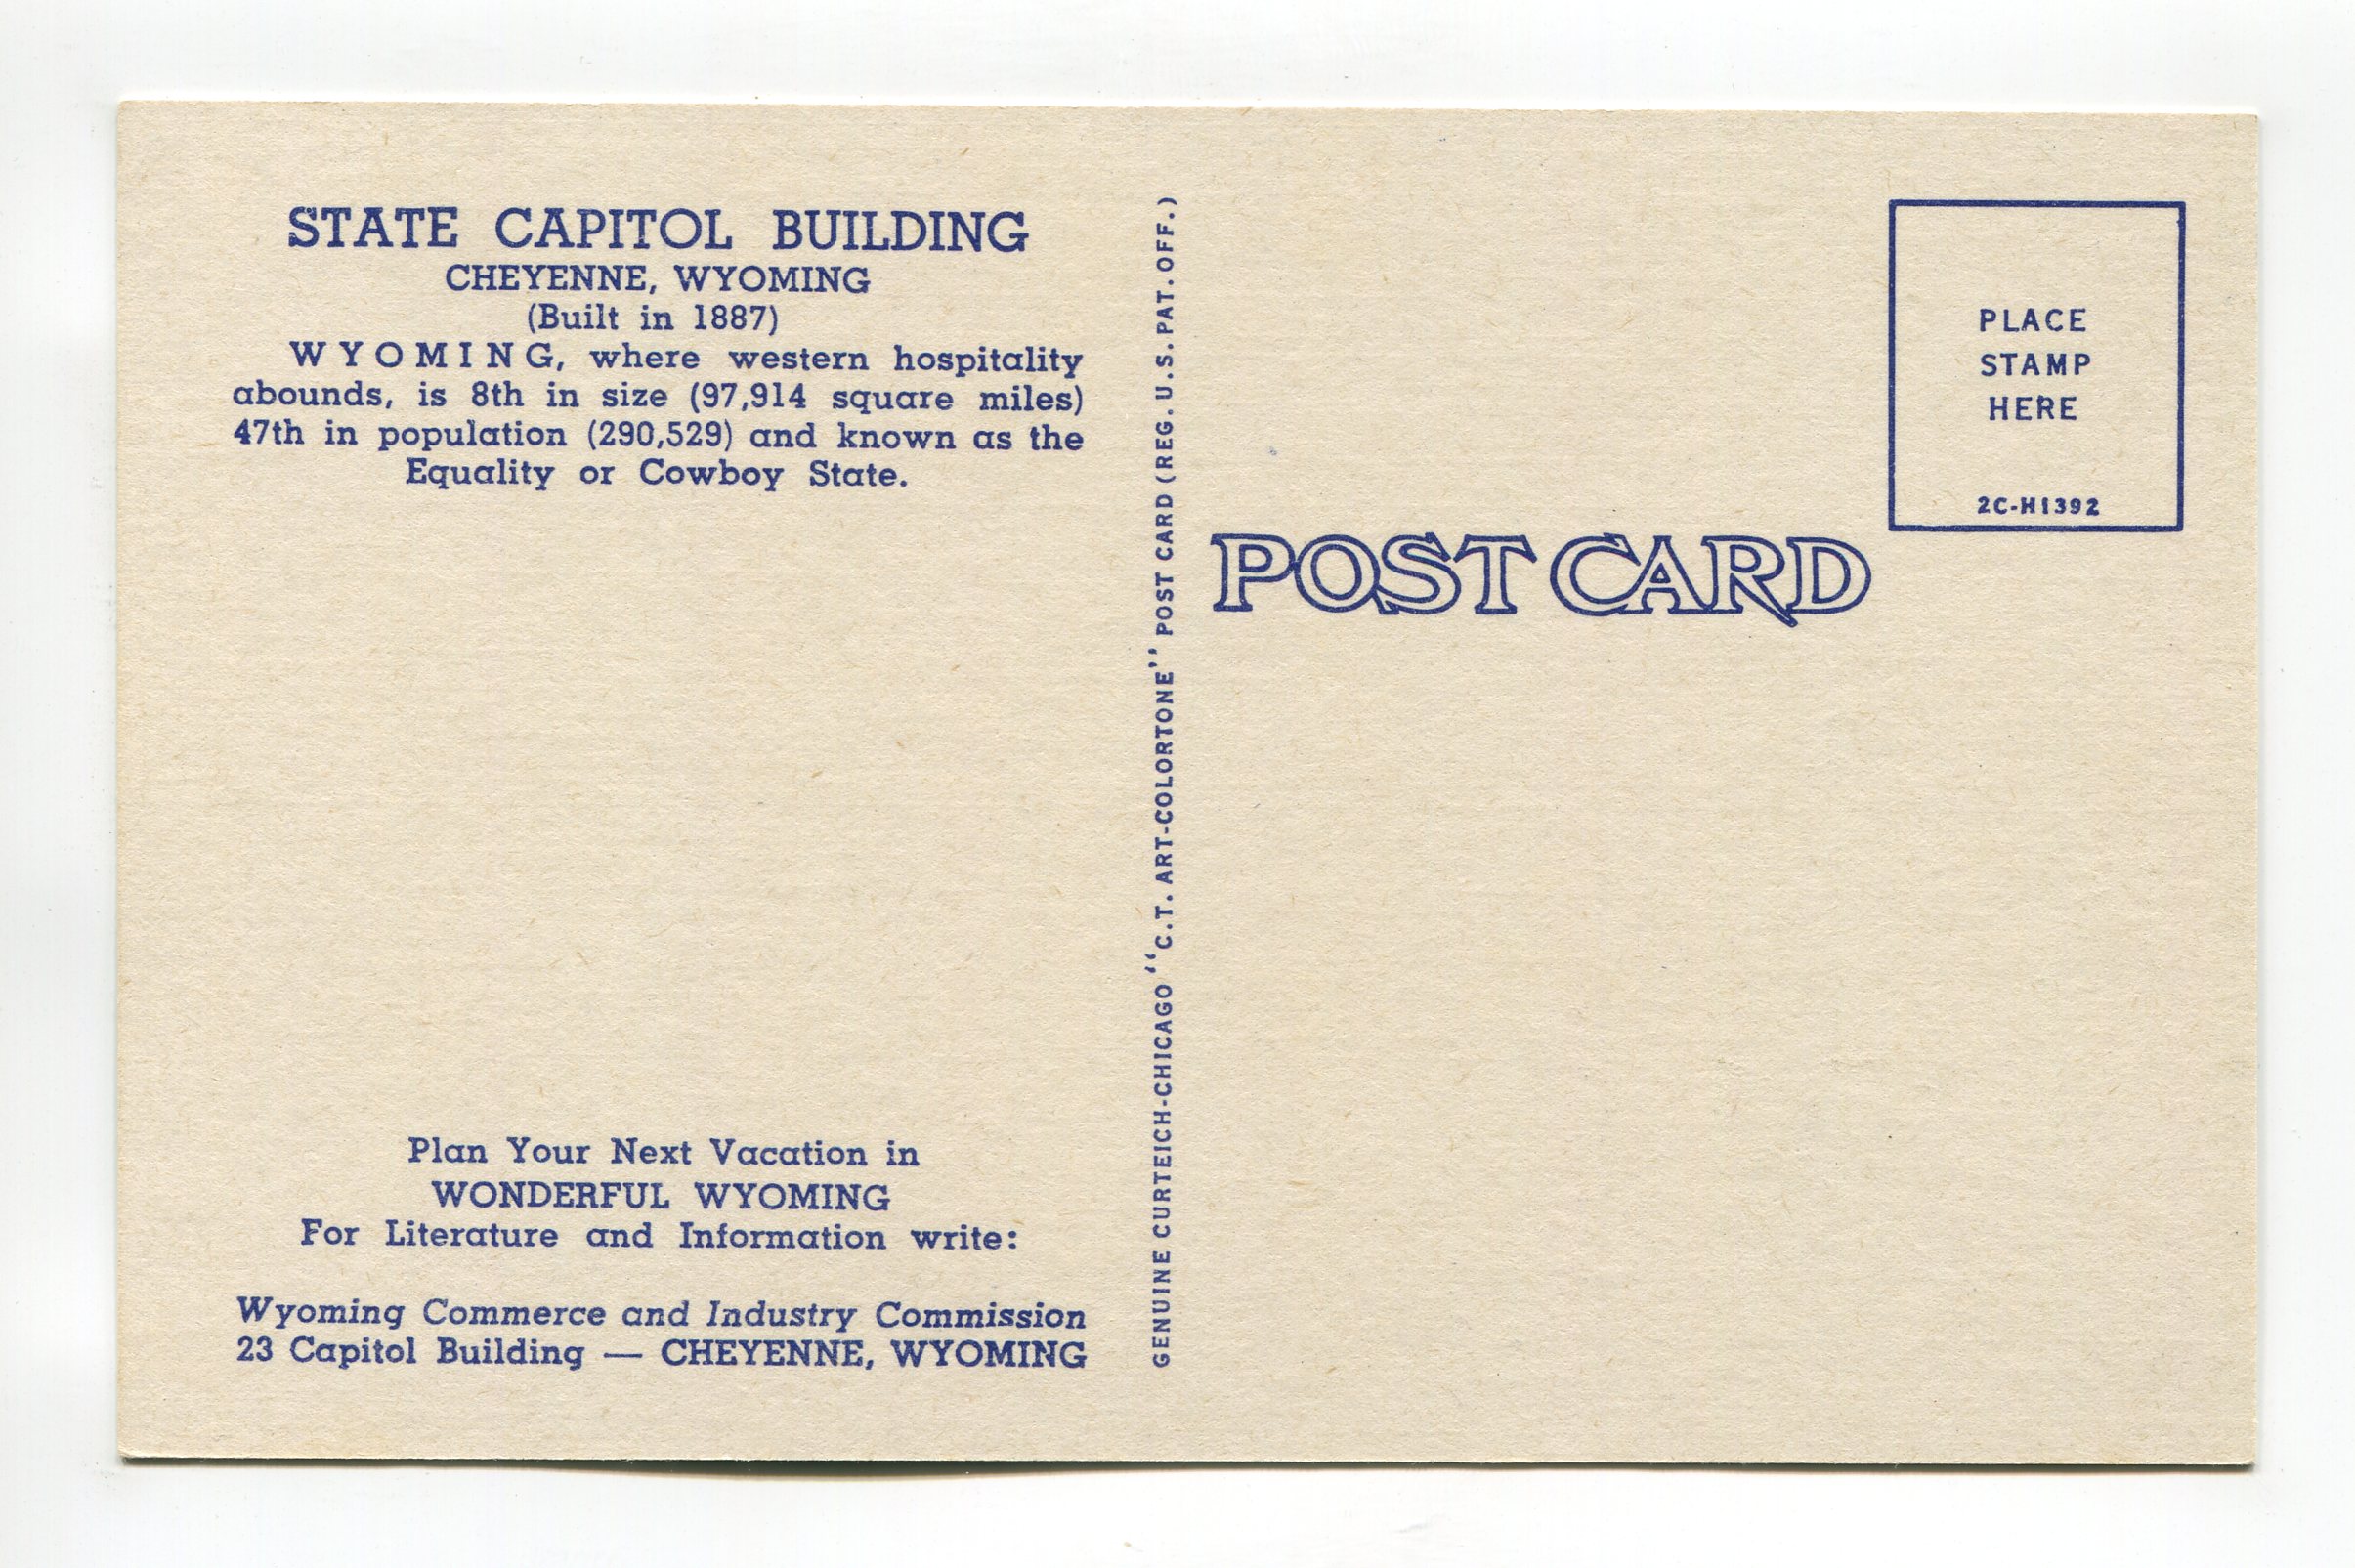 STATE CAPITOL BUILDING
CHEYENNE, WYOMING
(Built in 1887)
WYOMING, where western hospitality
abounds, is 8th in size (97,914 square miles)
47th in population (290,529) and known as the
Equality or Cowboy State.
Plan Your Next Vacation in
WONDERFUL WYOMING
For Literature and Information write:
Wyoming Commerce and Industry Commission
23 Capitol Building — CHEYENNE, WYOMING
GENUINE CURTEICH-CHICAGO "C.T. ART-COLORTONE" POST CARD (REG. U.S. PAT. OFF.)
POST CARD
PLACE
STAMP
HERE
2C-H1392